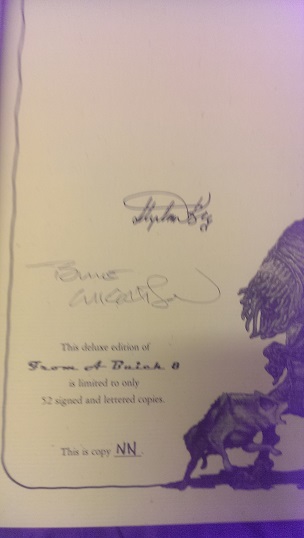 Stephen King
Bernie
Wrightson
This deluxe edition of
From A Buick 8
is limited to only
52 signed and lettered copies.
This is copy NN.